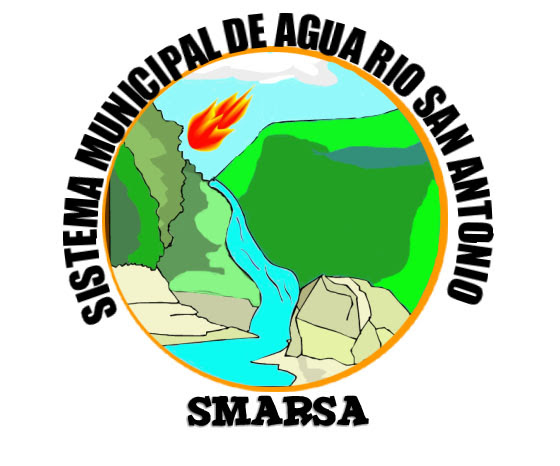 SISTEMA MUNICIPAL DE AGUA RIO SAN ANTONIO
SMARSA